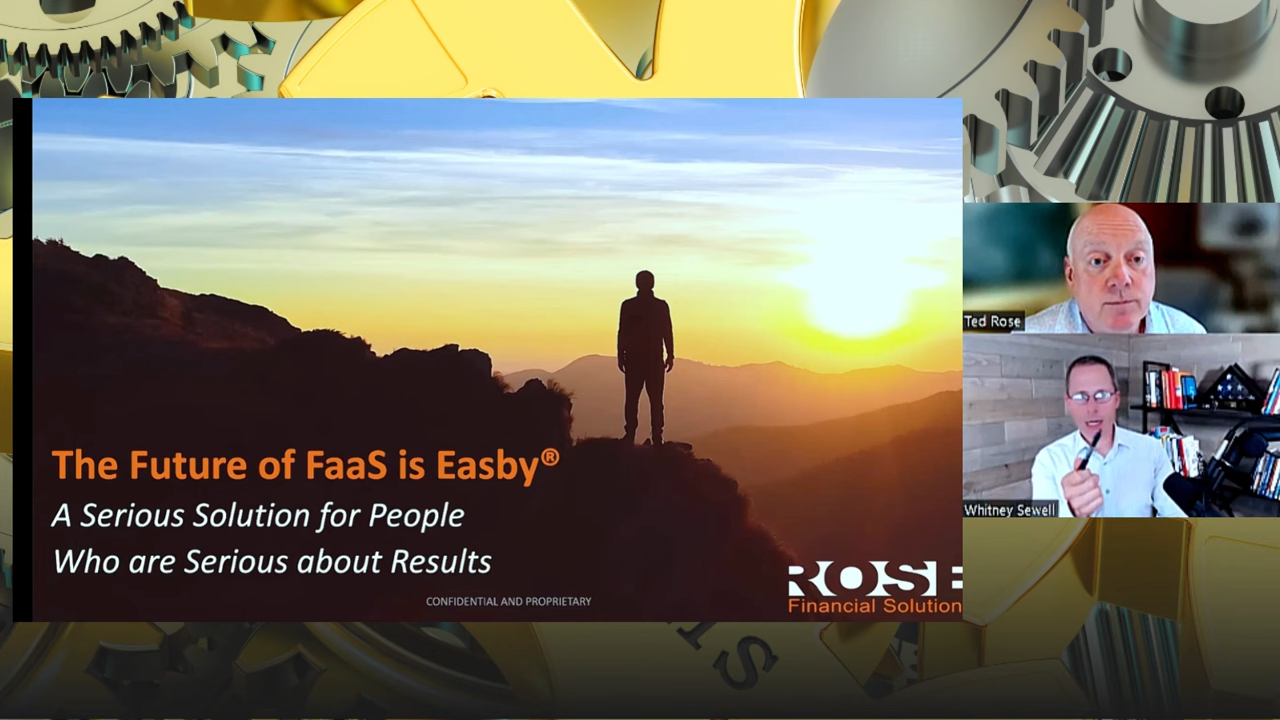 The Future of FaaS is Easby®
A Serious Solution for People
Who are Serious about Results
CONFIDENTIAL AND PROPRIETARY
ROSE
Financial Solution
Ted Rose
Whitney Sewell